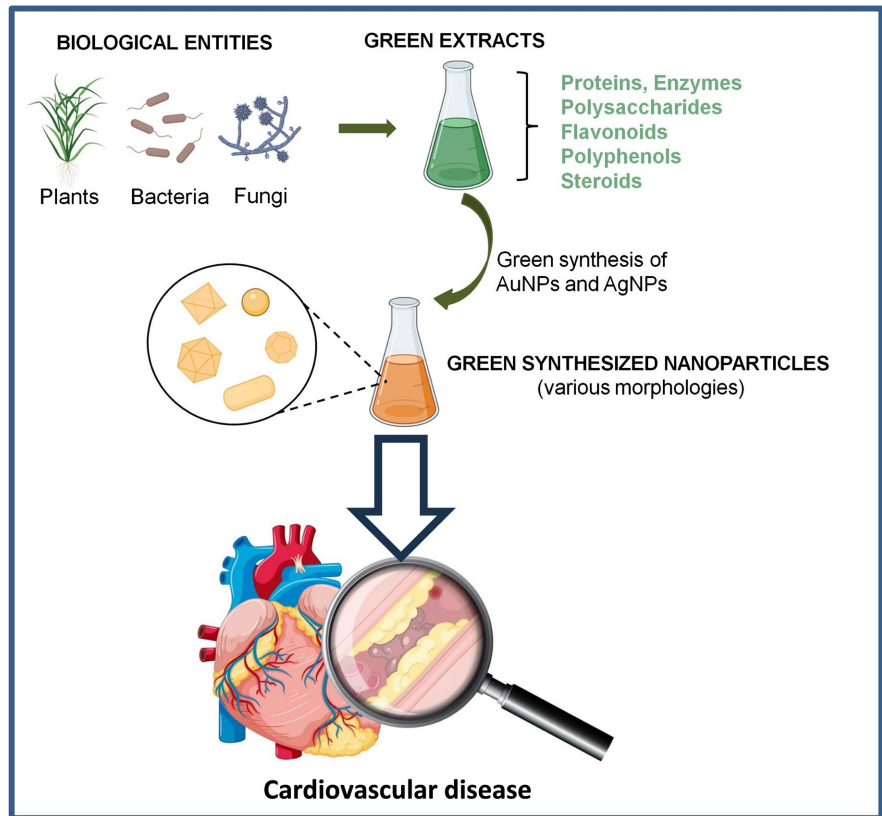 BIOLOGICAL ENTITIES
Plants
Bacteria
Fungi
GREEN EXTRACTS
Proteins, Enzymes
Polysaccharides
Flavonoids
Polyphenols
Steroids
Green synthesis of
AuNPs and AgNPs
GREEN SYNTHESIZED NANOPARTICLES
(various morphologies)
Cardiovascular disease